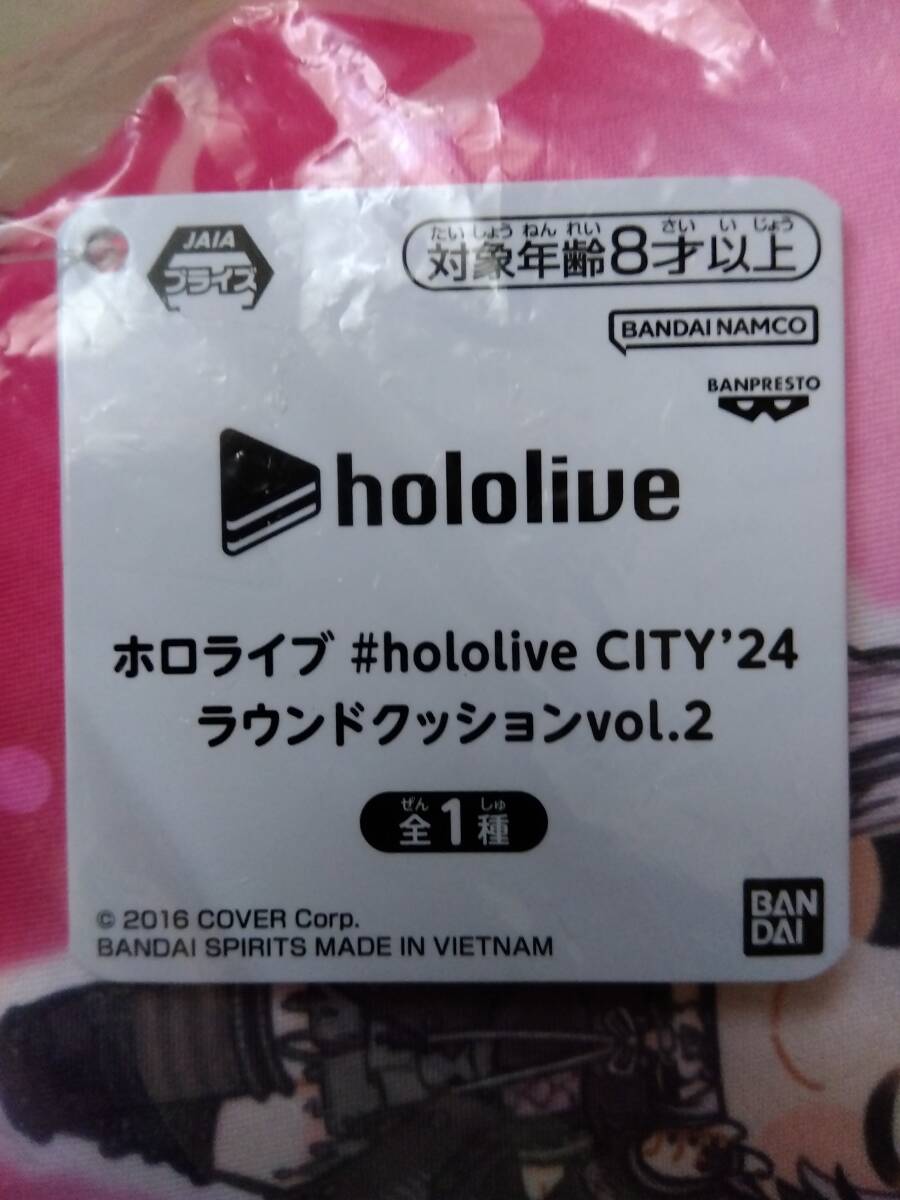 JAIA
プライズ
たいしょうねんれい さいいじょう
対象年齢8才以上
BANDAI NAMCO
BANPRESTO
hololive
ホロライブ #hololive CITY'24
ラウンドクッションvol.2
ぜん しゅ
全1種
© 2016 COVER Corp.
BANDAI SPIRITS MADE IN VIETNAM
BAN
DAI